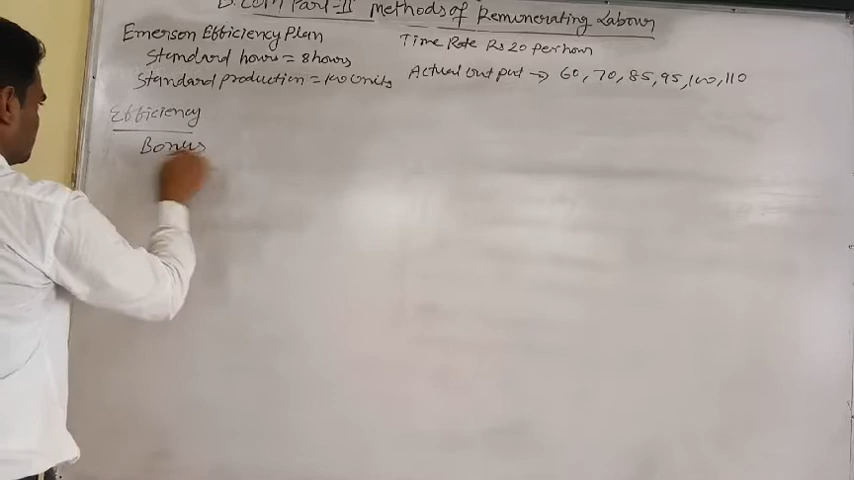 B.Com Part-II Methods of Remunerating Labour
Emerson Efficiency Plan
Time Rate Rs 20 Per hour
Standard hours = 8 hours
Standard production = 100 Units
Actual out put → 60, 70, 85, 95, 100, 110
Efficiency
Bonus